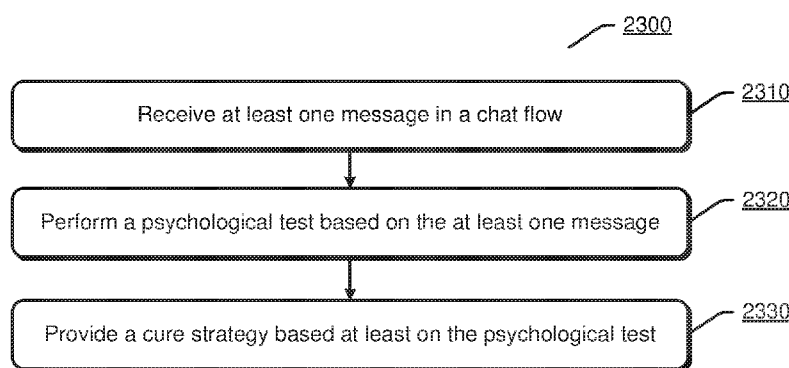 2300
Receive at least one message in a chat flow
2310
Perform a psychological test based on the at least one message
2320
Provide a cure strategy based at least on the psychological test
2330